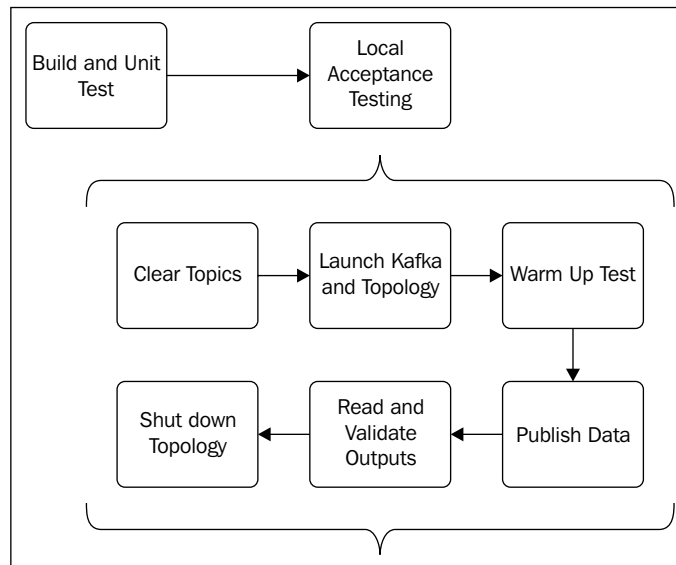 Build and Unit
Test
Local
Acceptance
Testing
Clear Topics
Launch Kafka
and Topology
Warm Up Test
Shut down
Topology
Read and
Validate
Outputs
Publish Data